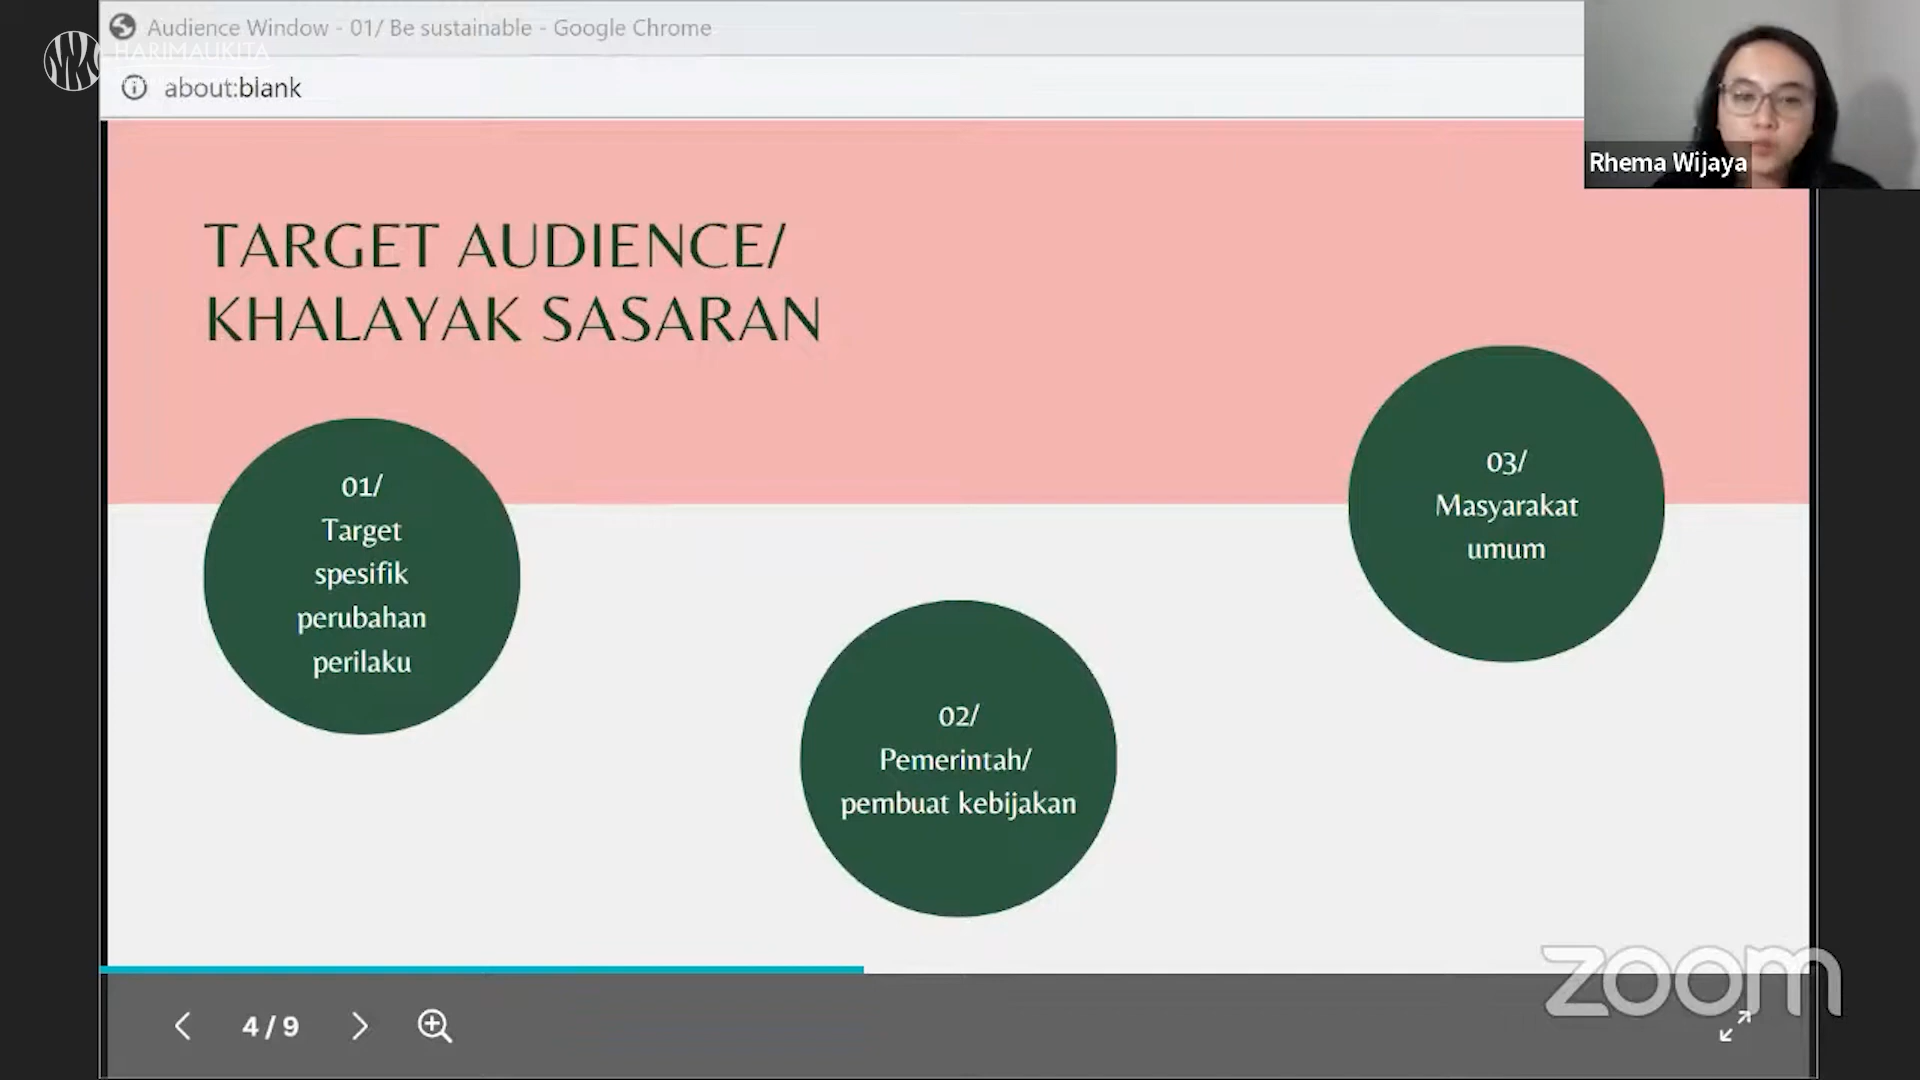 Audience Window - 01/ Be sustainable - Google Chrome
HARIMAUKITA
about:blank
Rhema Wijaya
TARGET AUDIENCE/
KHALAYAK SASARAN
01/
Target
spesifik
perubahan
perilaku
02/
Pemerintah/
pembuat kebijakan
03/
Masyarakat
umum
zoom
4 / 9